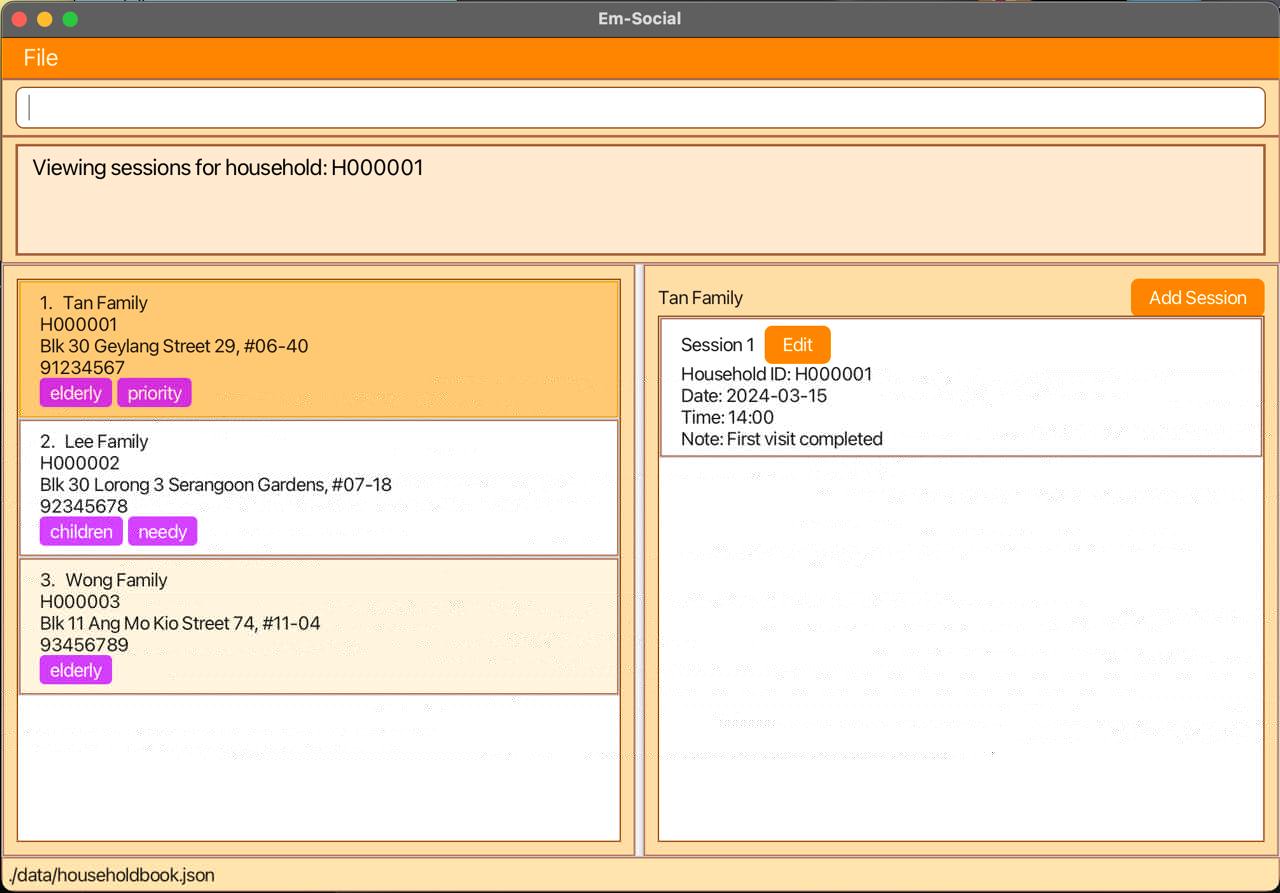 Em-Social
File
Viewing sessions for household: H000001
1. Tan Family
H000001
Blk 30 Geylang Street 29, #06-40
91234567
elderly priority
2. Lee Family
H000002
Blk 30 Lorong 3 Serangoon Gardens, #07-18
92345678
children needy
3. Wong Family
H000003
Blk 11 Ang Mo Kio Street 74, #11-04
93456789
elderly
Tan Family
Add Session
Session 1 Edit
Household ID: H000001
Date: 2024-03-15
Time: 14:00
Note: First visit completed
./data/householdbook.json